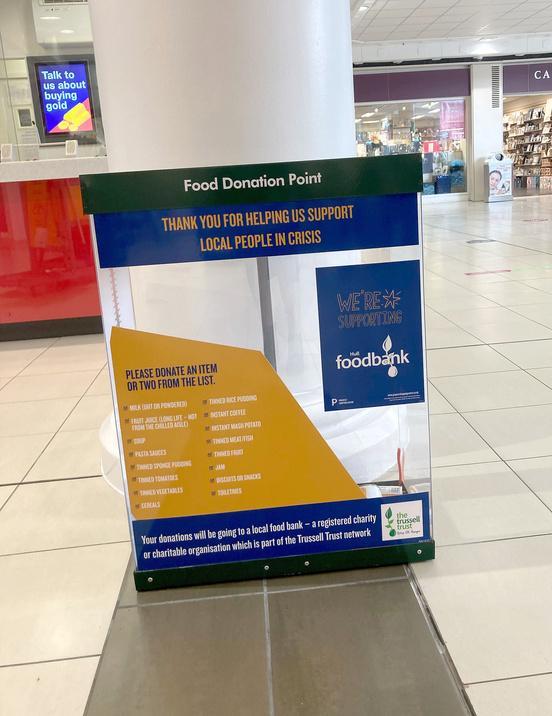 Talk to
us about
buying
gold
CA
Food Donation Point
THANK YOU FOR HELPING US SUPPORT
LOCAL PEOPLE IN CRISIS
WE'RE
SUPPORTING
Hull
foodbank
PLEASE DONATE AN ITEM
OR TWO FROM THE LIST.
MILK (UHT OR POWDERED)
FRUIT JUICE (LONG LIFE – NOT
FROM THE CHILLED AISLE)
SOUP
PASTA SAUCES
TINNED SPONGE PUDDING
TINNED TOMATOES
TINNED VEGETABLES
CEREALS
TINNED RICE PUDDING
INSTANT COFFEE
INSTANT MASH POTATO
TINNED MEAT/FISH
TINNED FRUIT
JAM
BISCUITS OR SNACKS
TOILETRIES
Your donations will be going to a local food bank – a registered charity
or charitable organisation which is part of the Trussell Trust network
the
trussell
trust